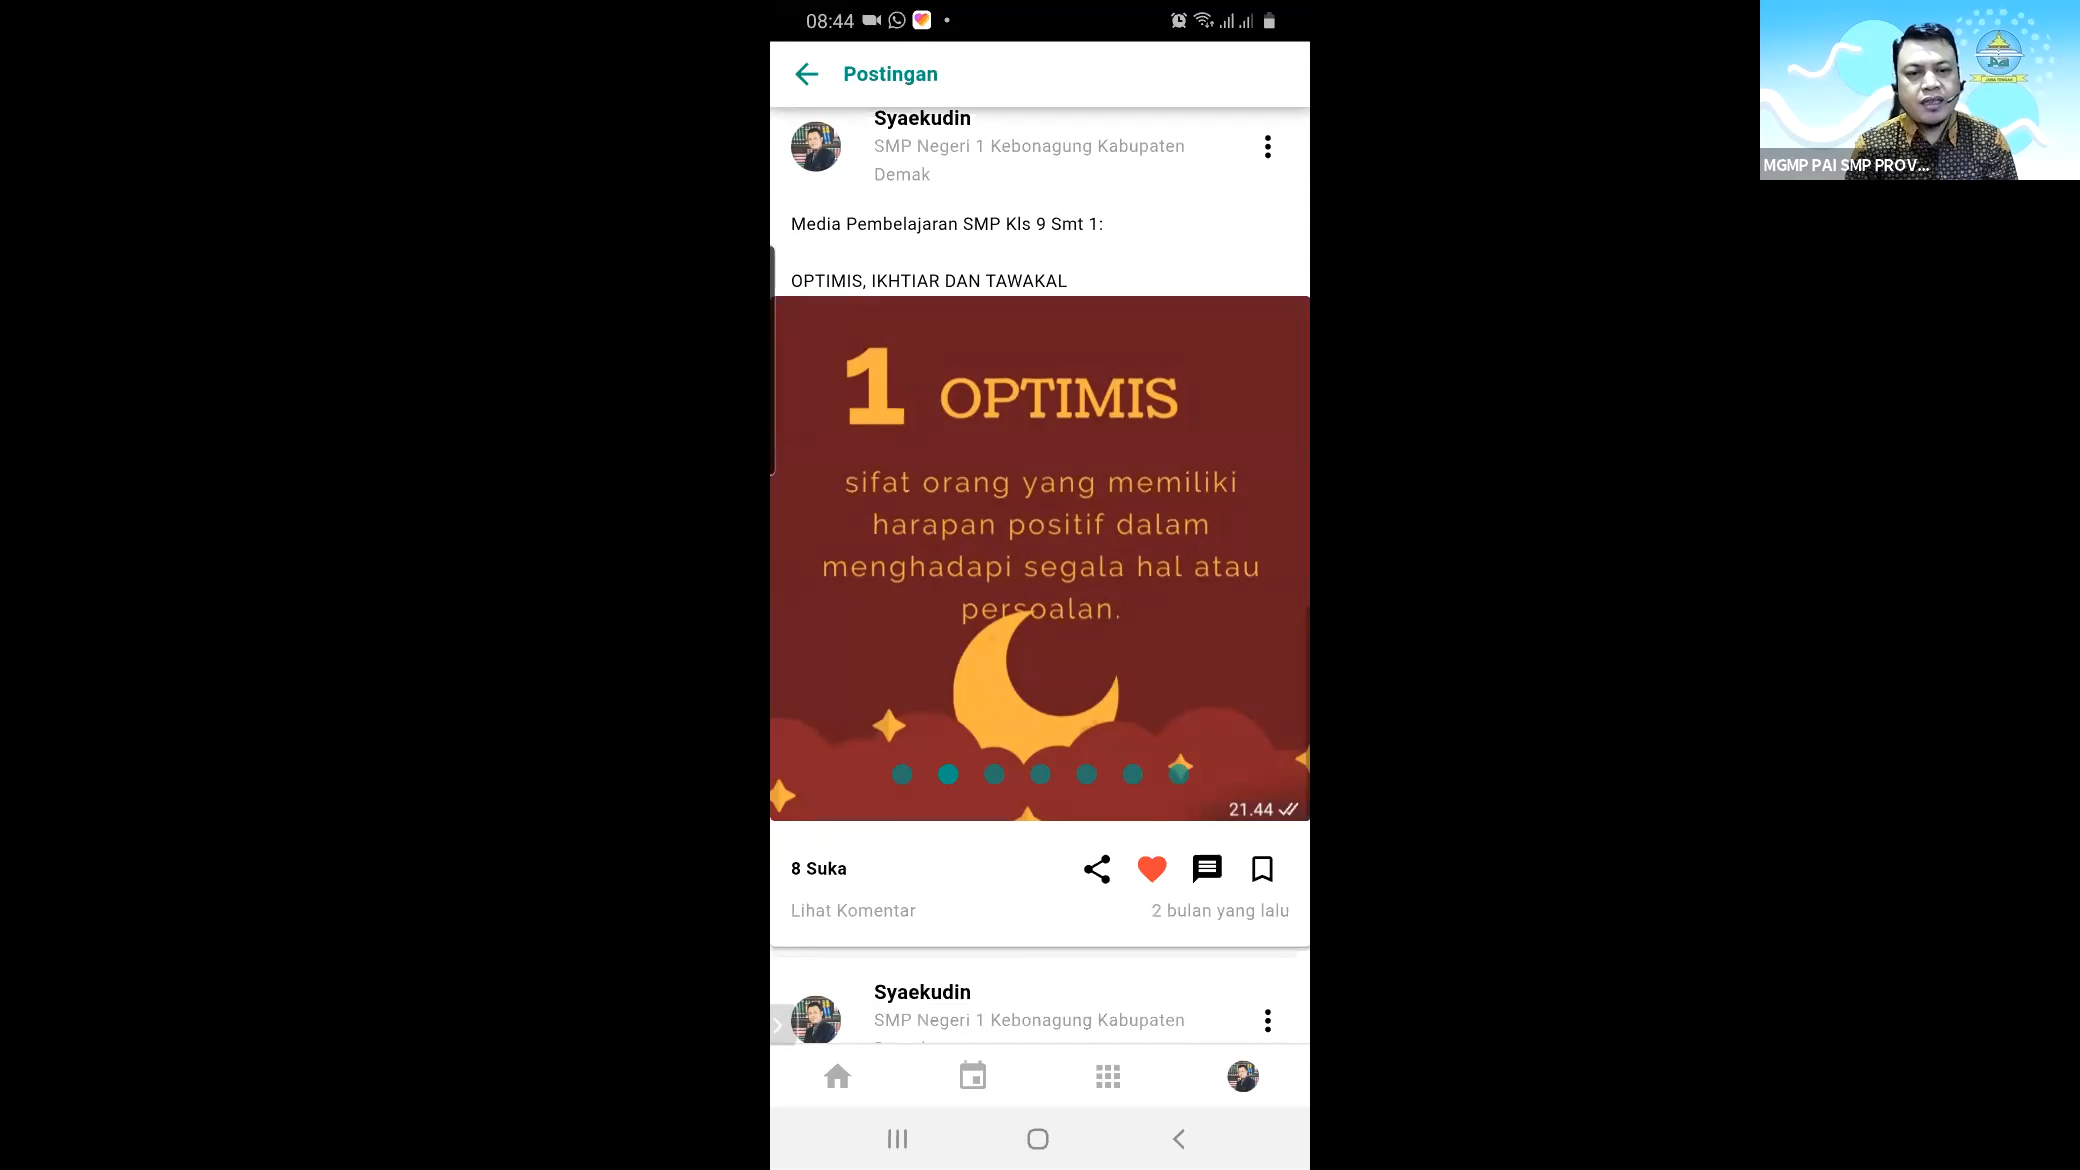 08:44
Postingan
Syaekudin
SMP Negeri 1 Kebonagung Kabupaten
Demak
Media Pembelajaran SMP Kls 9 Smt 1:
OPTIMIS, IKHTIAR DAN TAWAKAL
1 OPTIMIS
sifat orang yang memiliki
harapan positif dalam
menghadapi segala hal atau
persoalan.
21.44
8 Suka
Lihat Komentar
2 bulan yang lalu
Syaekudin
SMP Negeri 1 Kebonagung Kabupaten
MGMP PAI SMP PROV...